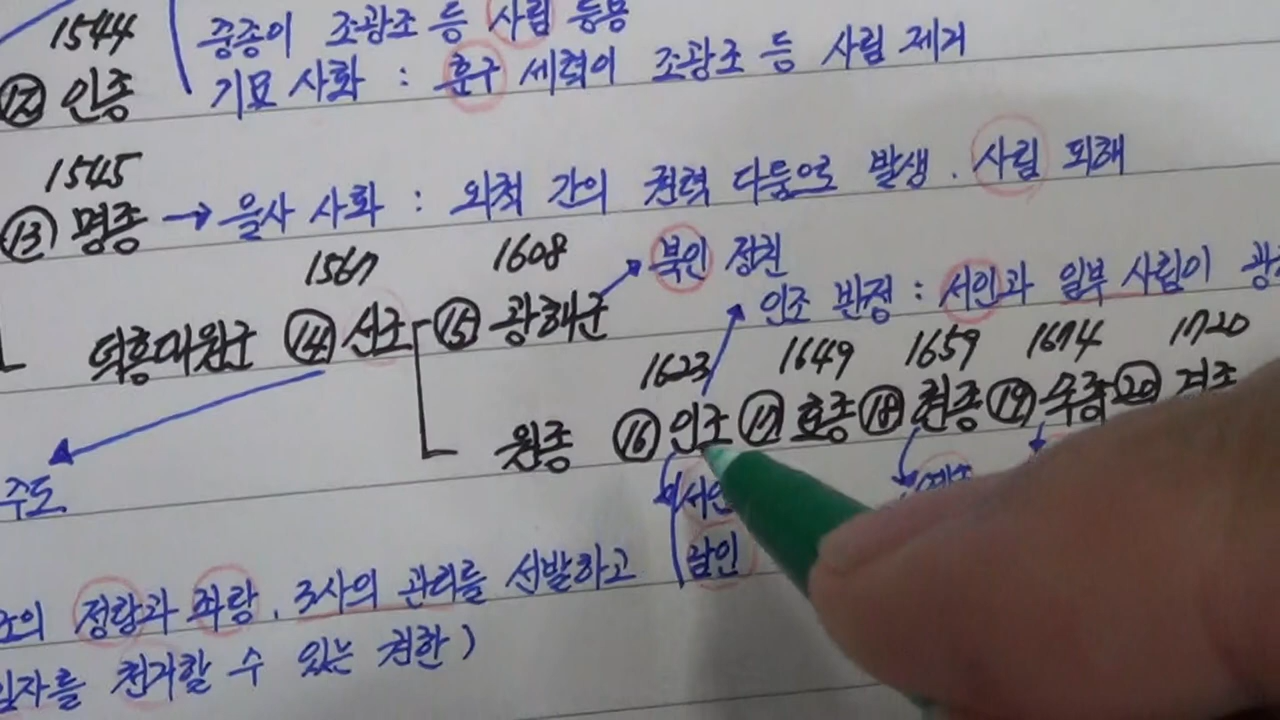 1544
중종이 조광조 등 사림 등용
⑫ 인종
기묘 사화 : 훈구 세력이 조광조 등 사림 제거
1545
⑬ 명종 → 을사 사화 : 외척 간의 권력 다툼으로 발생. 사림 피해
1567 1608 북인 집권
인조 반정 : 서인과 일부 사림이 광
덕흥대원군 ⑭ 선조 ⑮ 광해군
1623 1649 1659 1674 1720
원종 ⑯ 인조 ⑰ 효종 ⑱ 현종 ⑲ 숙종 ⑳ 경종
주도
서인
남인
조의 정랑과 좌랑, 3사의 관리를 선발하고
임자를 천거할 수 있는 권한)